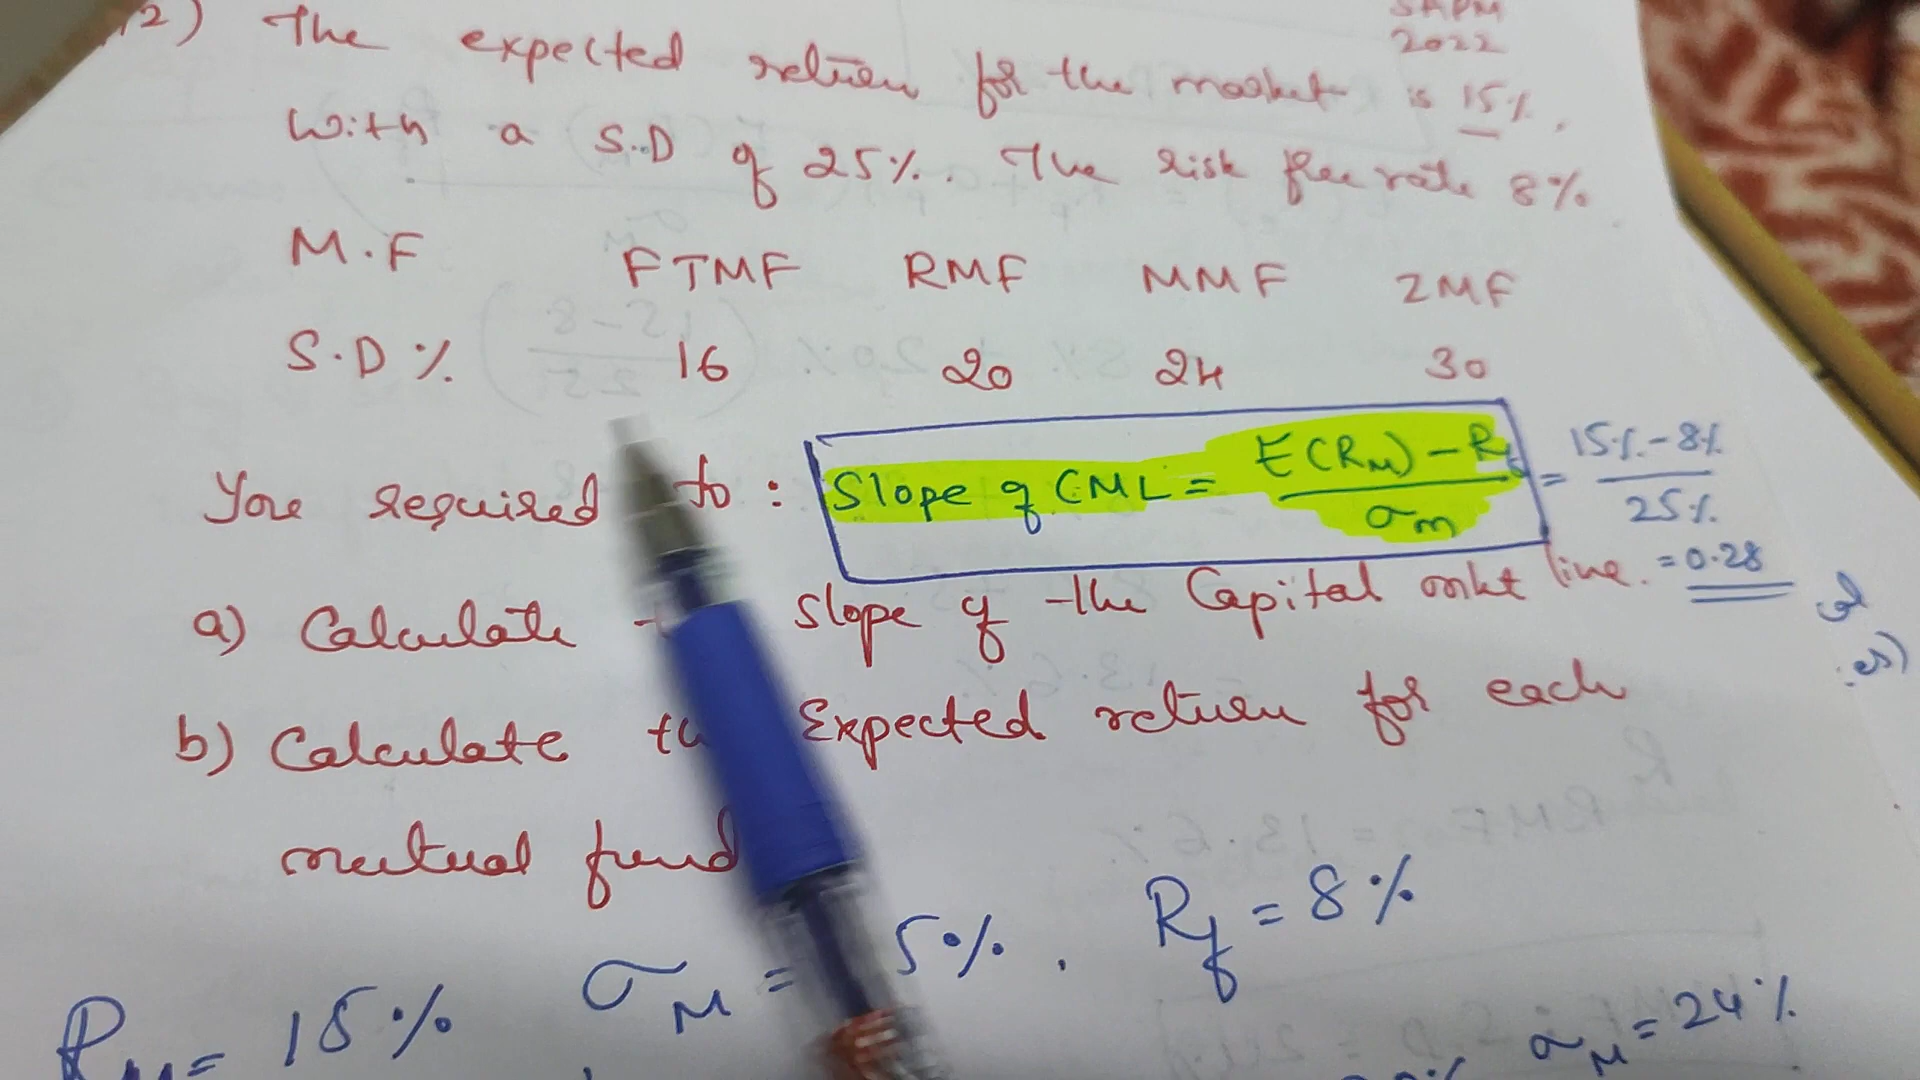 2) The expected return for the market is 15%.
SAPM
2022
With a S.D of 25%. The risk free rate 8%
M.F FTMF RMF MMF ZMF
S.D % 16 20 24 30
You required to : Slope of CML = E(RM) - Rf / σm = 15% - 8% / 25%
= 0.28
a) Calculate Slope of the Capital mkt line.
b) Calculate Expected return for each
mutual fund
RM = 15% σM = 5% . Rf = 8%
σM = 24%